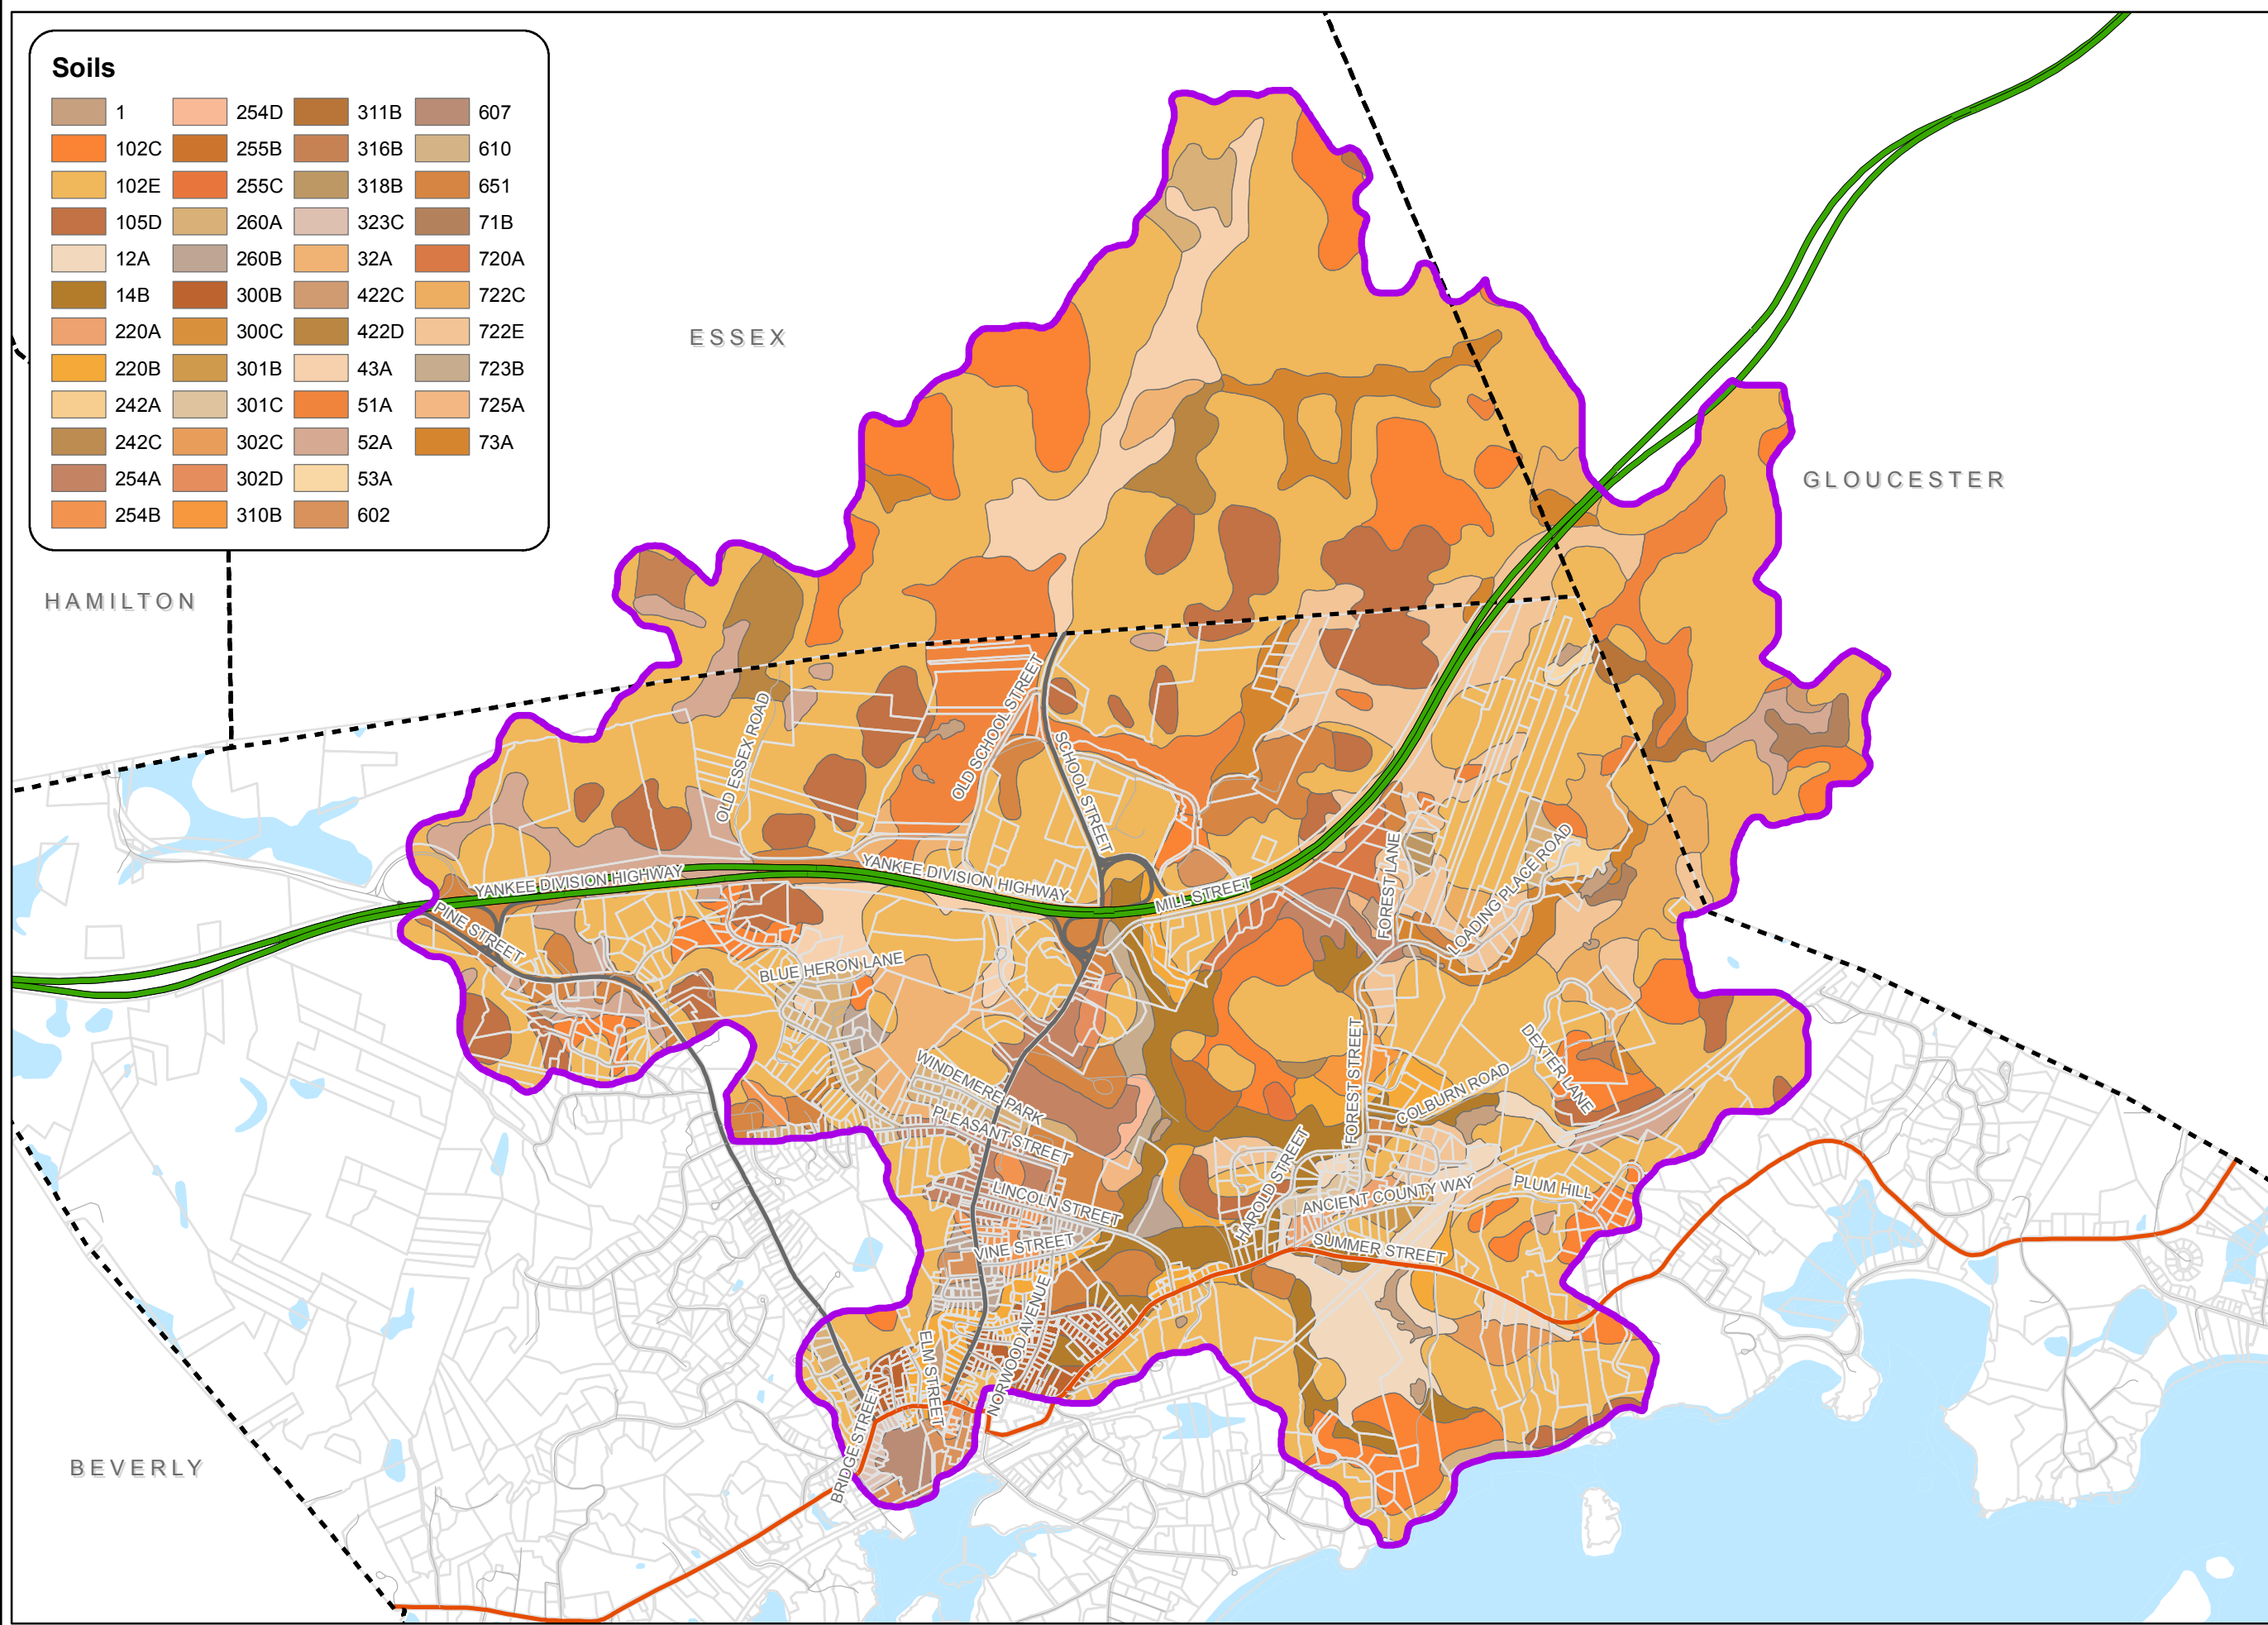 Soils
1
102C
102E
105D
12A
14B
220A
220B
242A
242C
254A
254B
254D
255B
255C
260A
260B
300B
300C
301B
301C
302C
302D
310B
311B
316B
318B
323C
32A
422C
422D
43A
51A
52A
53A
602
607
610
651
71B
720A
722C
722E
723B
725A
73A
ESSEX
GLOUCESTER
HAMILTON
BEVERLY
OLD ESSEX ROAD
OLD SCHOOL STREET
SCHOOL STREET
YANKEE DIVISION HIGHWAY
YANKEE DIVISION HIGHWAY
MILL STREET
PINE STREET
FOREST LANE
LOADING PLACE ROAD
BLUE HERON LANE
WINDEMERE PARK
PLEASANT STREET
FOREST STREET
COLBURN ROAD
DEXTER LANE
LINCOLN STREET
HAROLD STREET
ANCIENT COUNTY WAY
PLUM HILL
VINE STREET
SUMMER STREET
NORWOOD AVENUE
ELM STREET
BRIDGE STREET